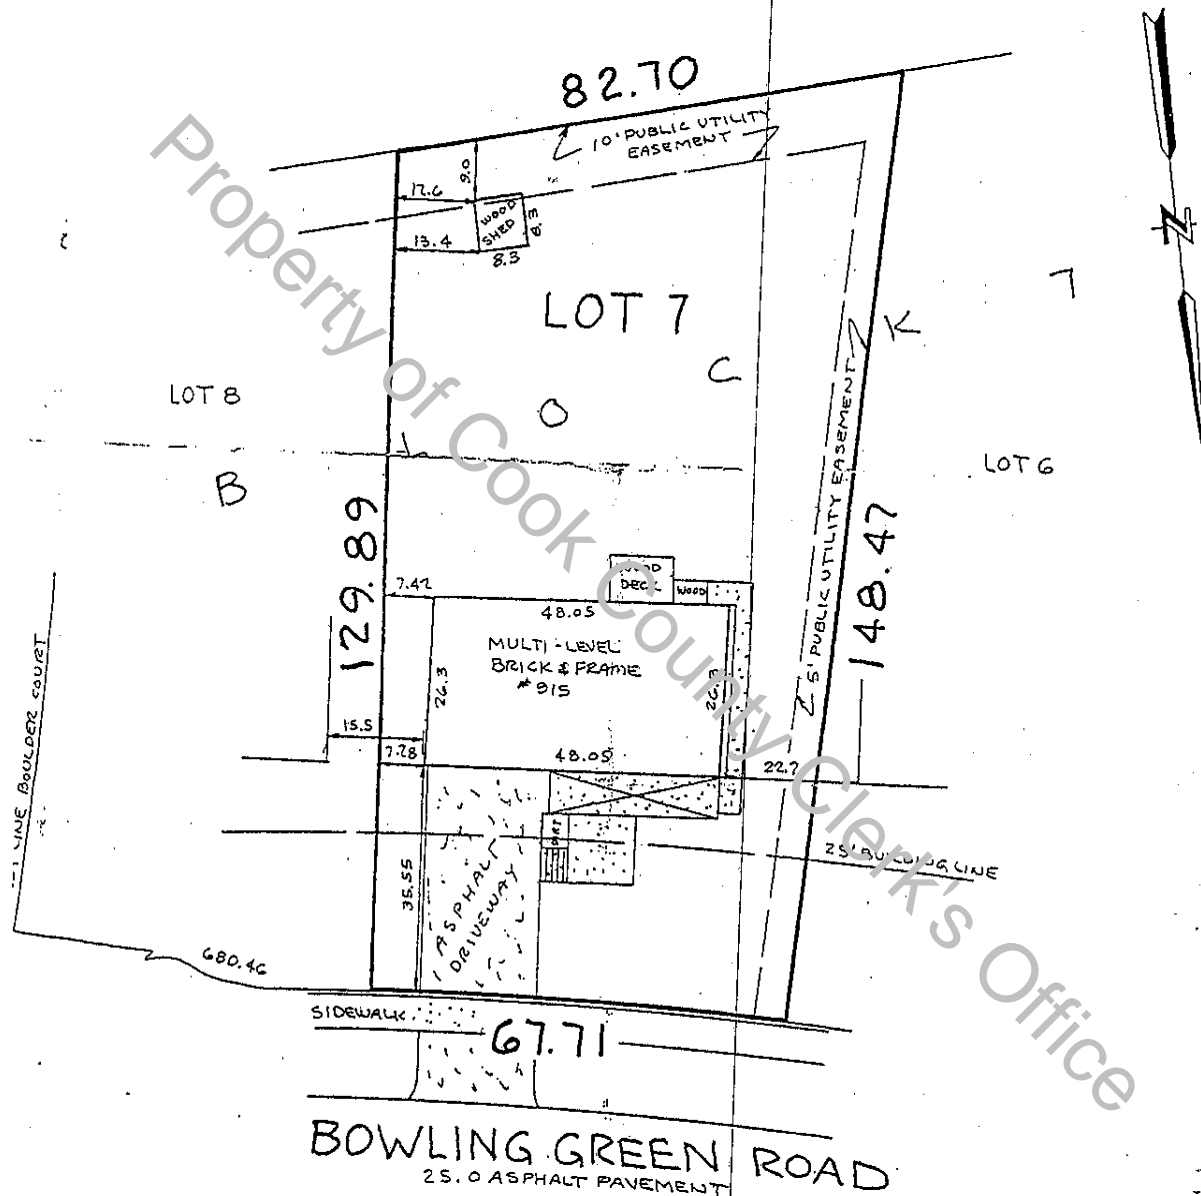 82.70
10' PUBLIC UTILITY
EASEMENT
9.0
12.6
WOOD
SHED
8.3
13.4
8.3
N
LOT 7
7
K
C
O
LOT 8
B
LOT 6
129.89
148.47
5' PUBLIC UTILITY EASEMENT
WOOD
DECK
WOOD
7.42
48.05
MULTI-LEVEL
BRICK & FRAME
# 915
26.3
26.3
15.5
7.28
48.05
22.7
LINE BOULDER COURT
25' BUILDING LINE
35.55
ASPHALT
DRIVEWAY
680.46
SIDEWALK
67.71
BOWLING GREEN ROAD
25.0 ASPHALT PAVEMENT
Property of Cook County Clerk's Office